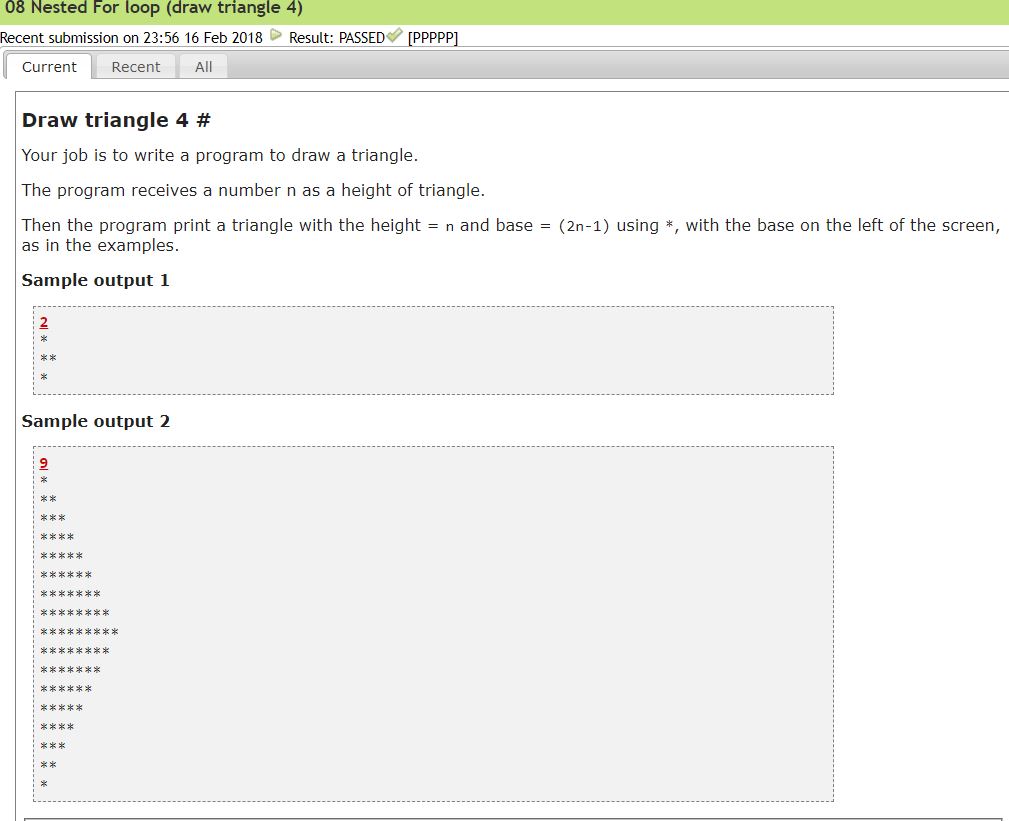 08 Nested For loop (draw triangle 4)
Recent submission on 23:56 16 Feb 2018 Result: PASSED [PPPPP]
Current Recent All
Draw triangle 4 #
Your job is to write a program to draw a triangle.
The program receives a number n as a height of triangle.
Then the program print a triangle with the height = n and base = (2n-1) using *, with the base on the left of the screen,
as in the examples.
Sample output 1
2
*
**
*
Sample output 2
9
*
**
***
****
*****
******
*******
********
*********
********
*******
******
*****
****
***
**
*